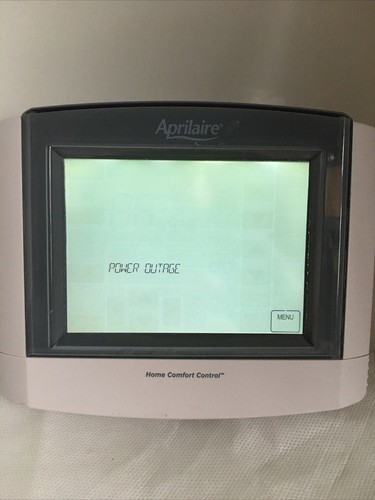 Aprilaire®
POWER OUTAGE
MENU
Home Comfort Control™